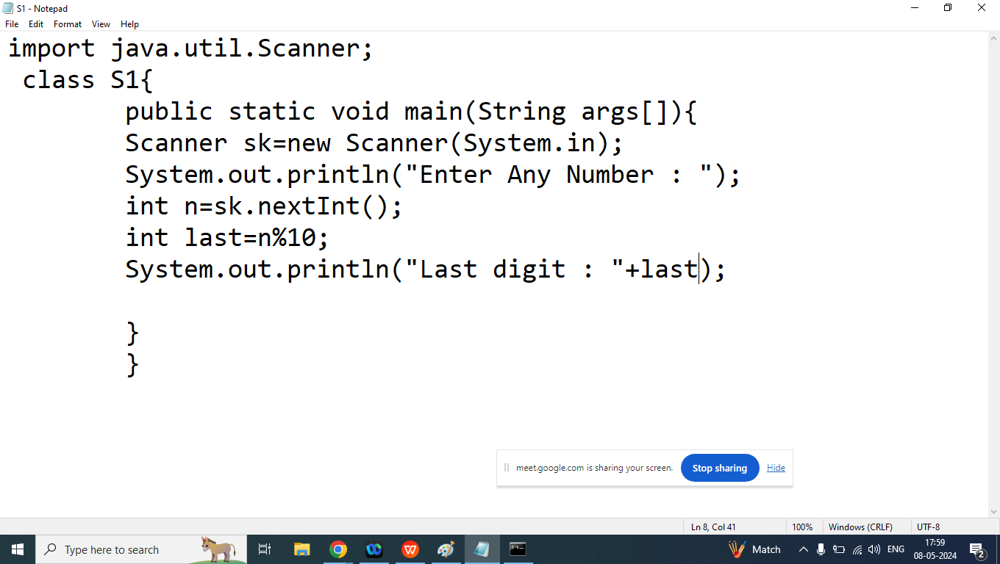 S1 - Notepad
File Edit Format View Help
import java.util.Scanner;
class S1{
public static void main(String args[]){
Scanner sk=new Scanner(System.in);
System.out.println("Enter Any Number : ");
int n=sk.nextInt();
int last=n%10;
System.out.println("Last digit : "+last);
}
}
meet.google.com is sharing your screen. Stop sharing Hide
Ln 8, Col 41 100% Windows (CRLF) UTF-8
Type here to search Match ENG 17:59
08-05-2024 2